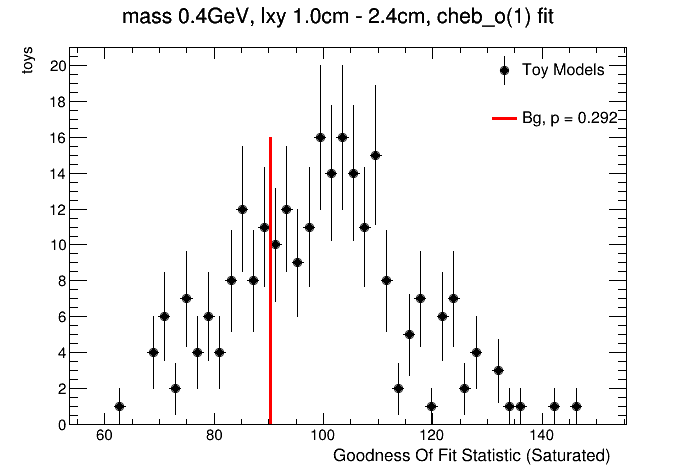 mass 0.4GeV, lxy 1.0cm - 2.4cm, cheb_o(1) fit
toys
20
18
16
14
12
10
8
6
4
2
0
Toy Models
Bg, p = 0.292
60 80 100 120 140
Goodness Of Fit Statistic (Saturated)